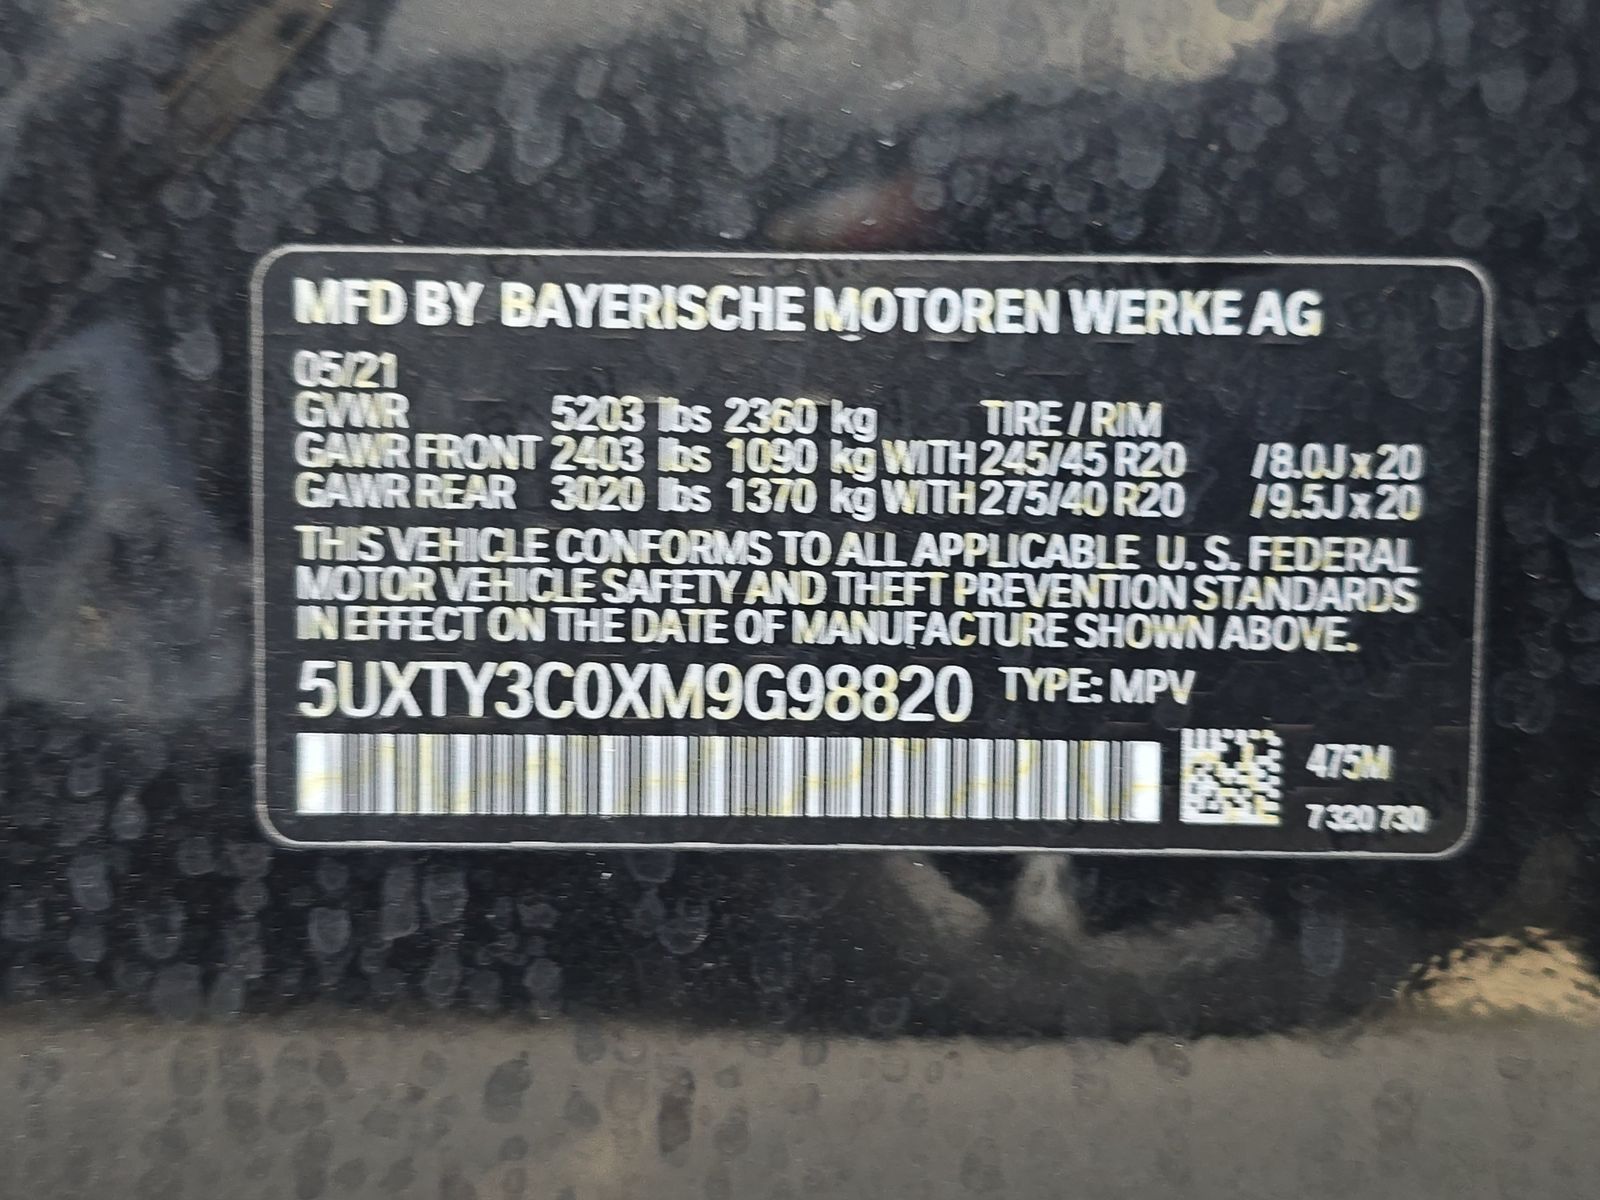 MFD BY BAYERISCHE MOTOREN WERKE AG
05/21
GVWR 5203 lbs 2360 kg TIRE / RIM
GAWR FRONT 2403 lbs 1090 kg WITH 245/45 R20 /8.0J x 20
GAWR REAR 3020 lbs 1370 kg WITH 275/40 R20 /9.5J x 20
THIS VEHICLE CONFORMS TO ALL APPLICABLE U. S. FEDERAL
MOTOR VEHICLE SAFETY AND THEFT PREVENTION STANDARDS
IN EFFECT ON THE DATE OF MANUFACTURE SHOWN ABOVE.
5UXTY3C0XM9G98820 TYPE: MPV
475M
7 320 730